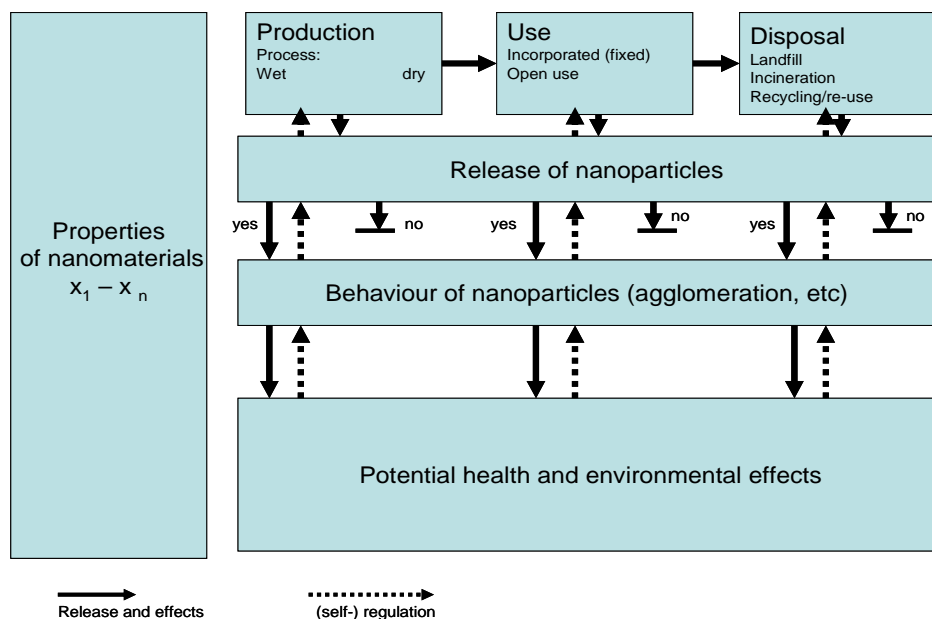 Production
Process:
Wet dry
Use
Incorporated (fixed)
Open use
Disposal
Landfill
Incineration
Recycling/re-use
Release of nanoparticles
yes no yes no yes no
Properties
of nanomaterials
x₁ – x n
Behaviour of nanoparticles (agglomeration, etc)
Potential health and environmental effects
Release and effects
(self-) regulation